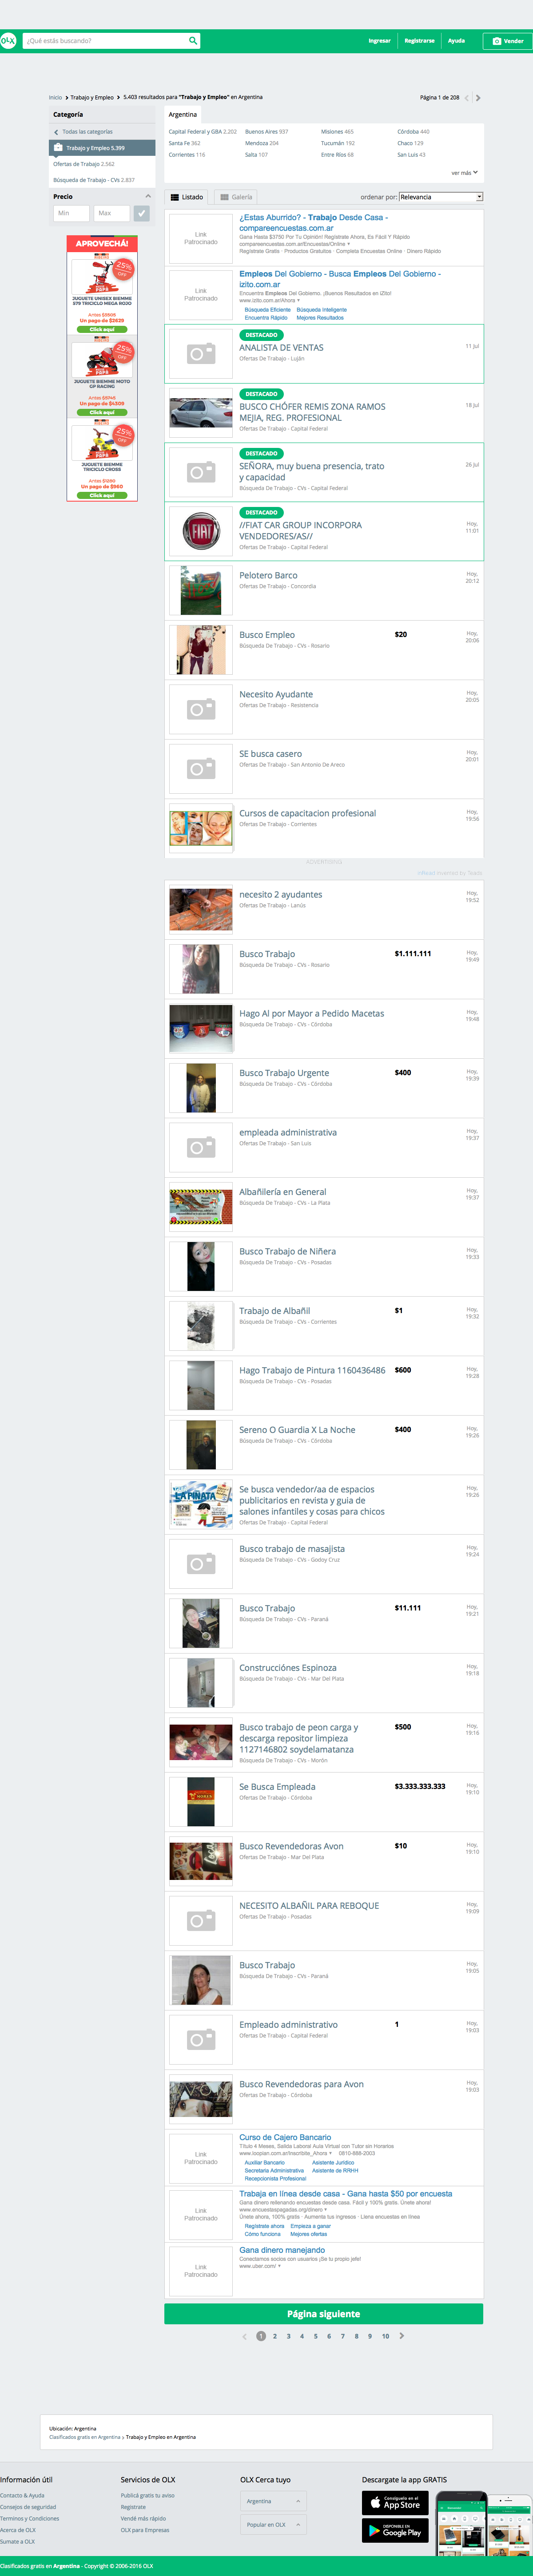 OLX
¿Qué estás buscando?
Ingresar
Registrarse
Ayuda
Vender
Inicio > Trabajo y Empleo > 5.403 resultados para "Trabajo y Empleo" en Argentina
Página 1 de 208
Categoría
Todas las categorías
Trabajo y Empleo 5.399
Ofertas de Trabajo 2.562
Búsqueda de Trabajo - CVs 2.837
Precio
Min
Max
APROVECHÁ!
25% OFF
JUGUETE UNISEX BIEMME
579 TRICICLO MEGA ROJO
Un pago de $2629
Click aquí
25% OFF
JUGUETE BIEMME MOTO
GP RACING
Un pago de $4309
Click aquí
25% OFF
JUGUETE BIEMME
TRICICLO CROSS
Antes $1280
Un pago de $960
Click aquí
Argentina
Capital Federal y GBA 2.202
Buenos Aires 937
Misiones 465
Córdoba 440
Santa Fe 362
Mendoza 204
Tucumán 192
Chaco 129
Corrientes 116
Salta 107
Entre Ríos 68
San Luis 43
ver más
Listado
Galería
ordenar por: Relevancia
Link
Patrocinado
¿Estas Aburrido? - Trabajo Desde Casa -
compareencuestas.com.ar
Gana Hasta $3750 Por Tu Opinión! Registrate Ahora, Es Fácil Y Rápido
compareencuestas.com.ar/Encuestas/Online
Registrate Gratis · Productos Gratuitos · Completa Encuestas Online · Dinero Rápido
Link
Patrocinado
Empleos Del Gobierno - Busca Empleos Del Gobierno -
izito.com.ar
Encuentra Empleos Del Gobierno. ¡Buenos Resultados en iZito!
www.izito.com.ar/Ahora
Búsqueda Eficiente
Búsqueda Inteligente
Encuentra Rápido
Mejores Resultados
DESTACADO
ANALISTA DE VENTAS
Ofertas De Trabajo - Luján
11 Jul
DESTACADO
BUSCO CHÓFER REMIS ZONA RAMOS
MEJIA, REG. PROFESIONAL
Ofertas De Trabajo - Capital Federal
18 Jul
DESTACADO
SEÑORA, muy buena presencia, trato
y capacidad
Búsqueda De Trabajo - CVs - Capital Federal
26 Jul
DESTACADO
//FIAT CAR GROUP INCORPORA
VENDEDORES/AS//
Ofertas De Trabajo - Capital Federal
Hoy,
11:01
FIAT
Pelotero Barco
Ofertas De Trabajo - Concordia
Hoy,
20:12
Busco Empleo
Búsqueda De Trabajo - CVs - Rosario
$20
Hoy,
20:06
Necesito Ayudante
Ofertas De Trabajo - Resistencia
Hoy,
20:05
SE busca casero
Ofertas De Trabajo - San Antonio De Areco
Hoy,
20:01
Cursos de capacitacion profesional
Ofertas De Trabajo - Corrientes
Hoy,
19:56
ADVERTISING
inRead invented by Teads
necesito 2 ayudantes
Ofertas De Trabajo - Lanús
Hoy,
19:52
Busco Trabajo
Búsqueda De Trabajo - CVs - Rosario
$1.111.111
Hoy,
19:49
Hago Al por Mayor a Pedido Macetas
Búsqueda De Trabajo - CVs - Córdoba
Hoy,
19:48
Busco Trabajo Urgente
Búsqueda De Trabajo - CVs - Córdoba
$400
Hoy,
19:39
empleada administrativa
Ofertas De Trabajo - San Luis
Hoy,
19:37
Albañilería en General
Búsqueda De Trabajo - CVs - La Plata
Hoy,
19:37
Busco Trabajo de Niñera
Búsqueda De Trabajo - CVs - Posadas
Hoy,
19:33
Trabajo de Albañil
Búsqueda De Trabajo - CVs - Corrientes
$1
Hoy,
19:32
Hago Trabajo de Pintura 1160436486
Búsqueda De Trabajo - CVs - Posadas
$600
Hoy,
19:28
Sereno O Guardia X La Noche
Búsqueda De Trabajo - CVs - Córdoba
$400
Hoy,
19:26
LA PIÑATA
Se busca vendedor/aa de espacios
publicitarios en revista y guia de
salones infantiles y cosas para chicos
Ofertas De Trabajo - Capital Federal
Hoy,
19:26
Busco trabajo de masajista
Búsqueda De Trabajo - CVs - Godoy Cruz
Hoy,
19:24
Busco Trabajo
Búsqueda De Trabajo - CVs - Paraná
$11.111
Hoy,
19:21
Construcciónes Espinoza
Búsqueda De Trabajo - CVs - Mar Del Plata
Hoy,
19:18
Busco trabajo de peon carga y
descarga repositor limpieza
1127146802 soydelamatanza
Búsqueda De Trabajo - CVs - Morón
$500
Hoy,
19:16
Se Busca Empleada
Ofertas De Trabajo - Córdoba
$3.333.333.333
Hoy,
19:10
Busco Revendedoras Avon
Ofertas De Trabajo - Mar Del Plata
$10
Hoy,
19:10
NECESITO ALBAÑIL PARA REBOQUE
Ofertas De Trabajo - Posadas
Hoy,
19:09
Busco Trabajo
Búsqueda De Trabajo - CVs - Paraná
Hoy,
19:05
Empleado administrativo
Ofertas De Trabajo - Capital Federal
1
Hoy,
19:03
Busco Revendedoras para Avon
Ofertas De Trabajo - Córdoba
Hoy,
19:03
Link
Patrocinado
Curso de Cajero Bancario
Título 4 Meses, Salida Laboral Aula Virtual con Tutor sin Horarios
www.isoplan.com.ar/Inscribite_Ahora 0810-888-2003
Auxiliar Bancario
Asistente Jurídico
Secretaria Administrativa
Asistente de RRHH
Recepcionista Profesional
Link
Patrocinado
Trabaja en línea desde casa - Gana hasta $50 por encuesta
Gana dinero rellenando encuestas desde casa. Fácil y 100% gratis. Únete ahora!
www.encuestaspagadas.org/dinero
Únete ahora, 100% gratis · Aumenta tus ingresos · Llena encuestas en línea
Regístrate ahora
Empieza a ganar
Cómo funciona
Mejores ofertas
Link
Patrocinado
Gana dinero manejando
Conectamos socios con usuarios ¡Se tu propio jefe!
www.uber.com/
Página siguiente
1 2 3 4 5 6 7 8 9 10
Ubicación: Argentina
Clasificados gratis en Argentina > Trabajo y Empleo en Argentina
Información útil
Contacto & Ayuda
Consejos de seguridad
Terminos y Condiciones
Acerca de OLX
Sumate a OLX
Servicios de OLX
Publicá gratis tu aviso
Registrate
Vendé más rápido
OLX para Empresas
OLX Cerca tuyo
Argentina
Popular en OLX
Descargate la app GRATIS
Consíguelo en el
App Store
DISPONIBLE EN
Google Play
Clasificados gratis en Argentina - Copyright © 2006-2016 OLX